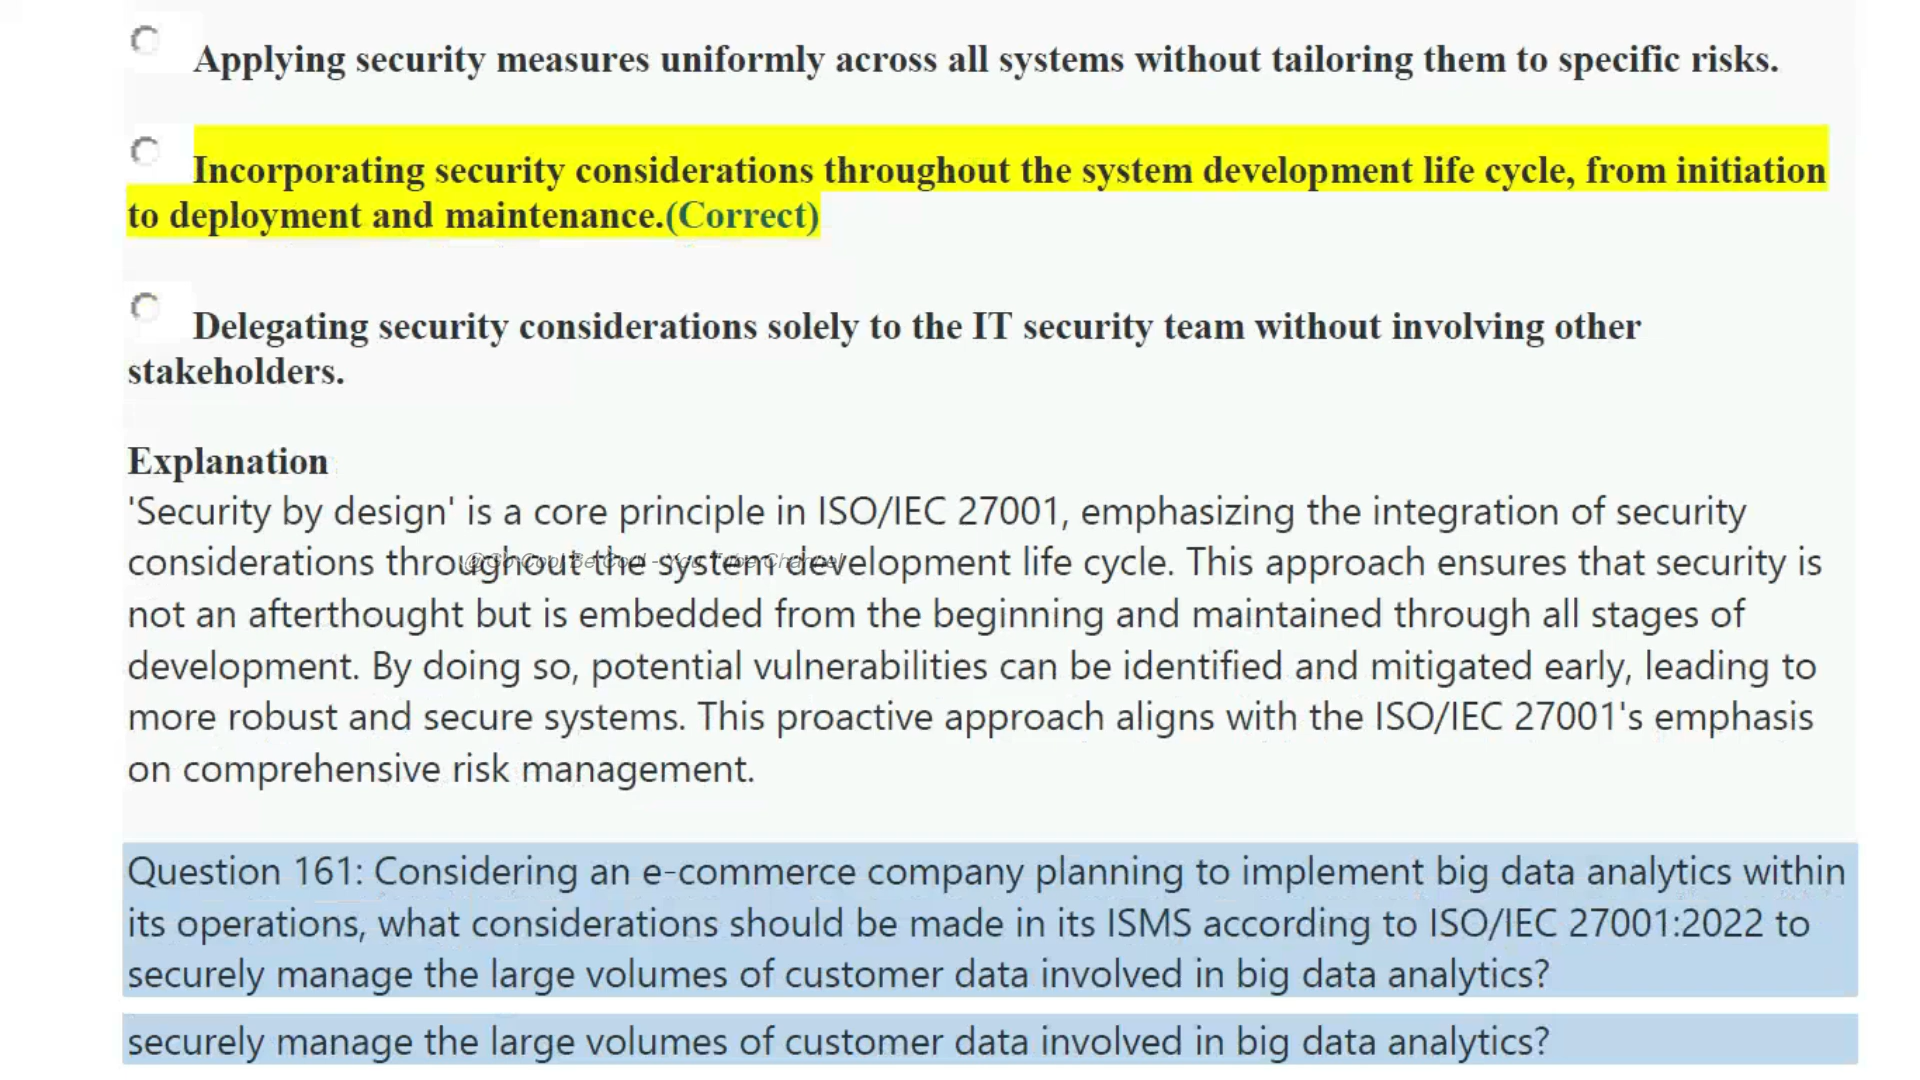 Applying security measures uniformly across all systems without tailoring them to specific risks.
Incorporating security considerations throughout the system development life cycle, from initiation
to deployment and maintenance.(Correct)
Delegating security considerations solely to the IT security team without involving other
stakeholders.
Explanation
'Security by design' is a core principle in ISO/IEC 27001, emphasizing the integration of security
considerations throughout the system development life cycle. This approach ensures that security is
not an afterthought but is embedded from the beginning and maintained through all stages of
development. By doing so, potential vulnerabilities can be identified and mitigated early, leading to
more robust and secure systems. This proactive approach aligns with the ISO/IEC 27001's emphasis
on comprehensive risk management.
Question 161: Considering an e-commerce company planning to implement big data analytics within
its operations, what considerations should be made in its ISMS according to ISO/IEC 27001:2022 to
securely manage the large volumes of customer data involved in big data analytics?
securely manage the large volumes of customer data involved in big data analytics?